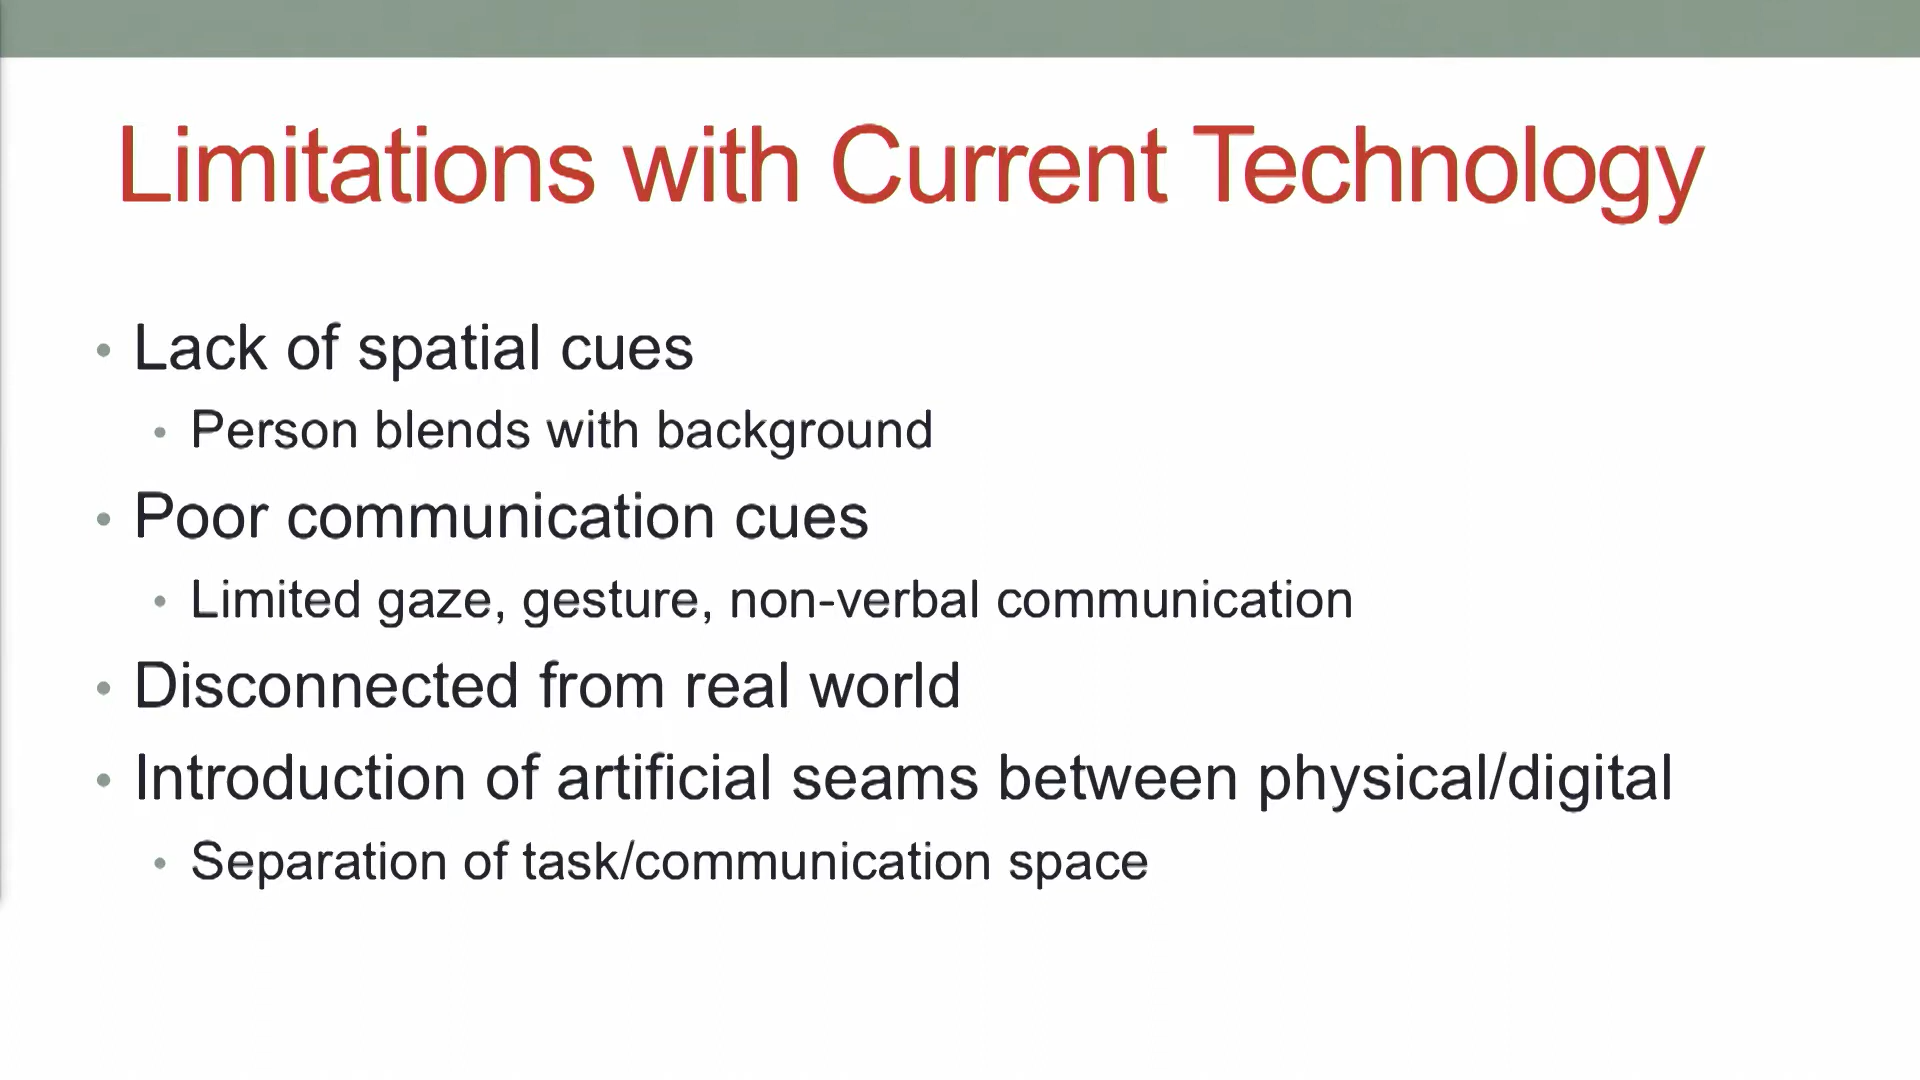 Limitations with Current Technology
• Lack of spatial cues
• Person blends with background
• Poor communication cues
• Limited gaze, gesture, non-verbal communication
• Disconnected from real world
• Introduction of artificial seams between physical/digital
• Separation of task/communication space